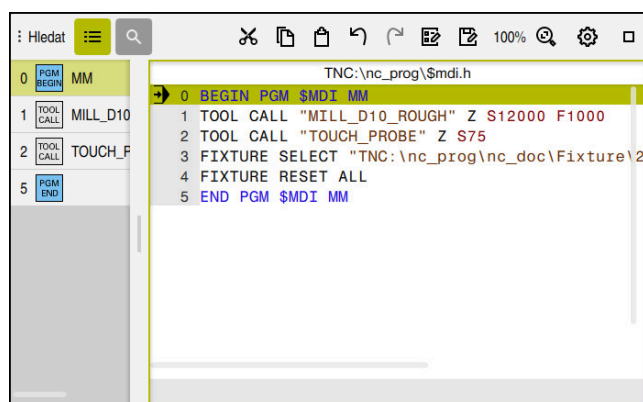 Hledat 100%
TNC:\nc_prog\$mdi.h
0 PGM BEGIN MM
1 TOOL CALL MILL_D10
2 TOOL CALL TOUCH_P
5 PGM END
0 BEGIN PGM $MDI MM
1 TOOL CALL "MILL_D10_ROUGH" Z S12000 F1000
2 TOOL CALL "TOUCH_PROBE" Z S75
3 FIXTURE SELECT "TNC:\nc_prog\nc_doc\Fixture\2
4 FIXTURE RESET ALL
5 END PGM $MDI MM